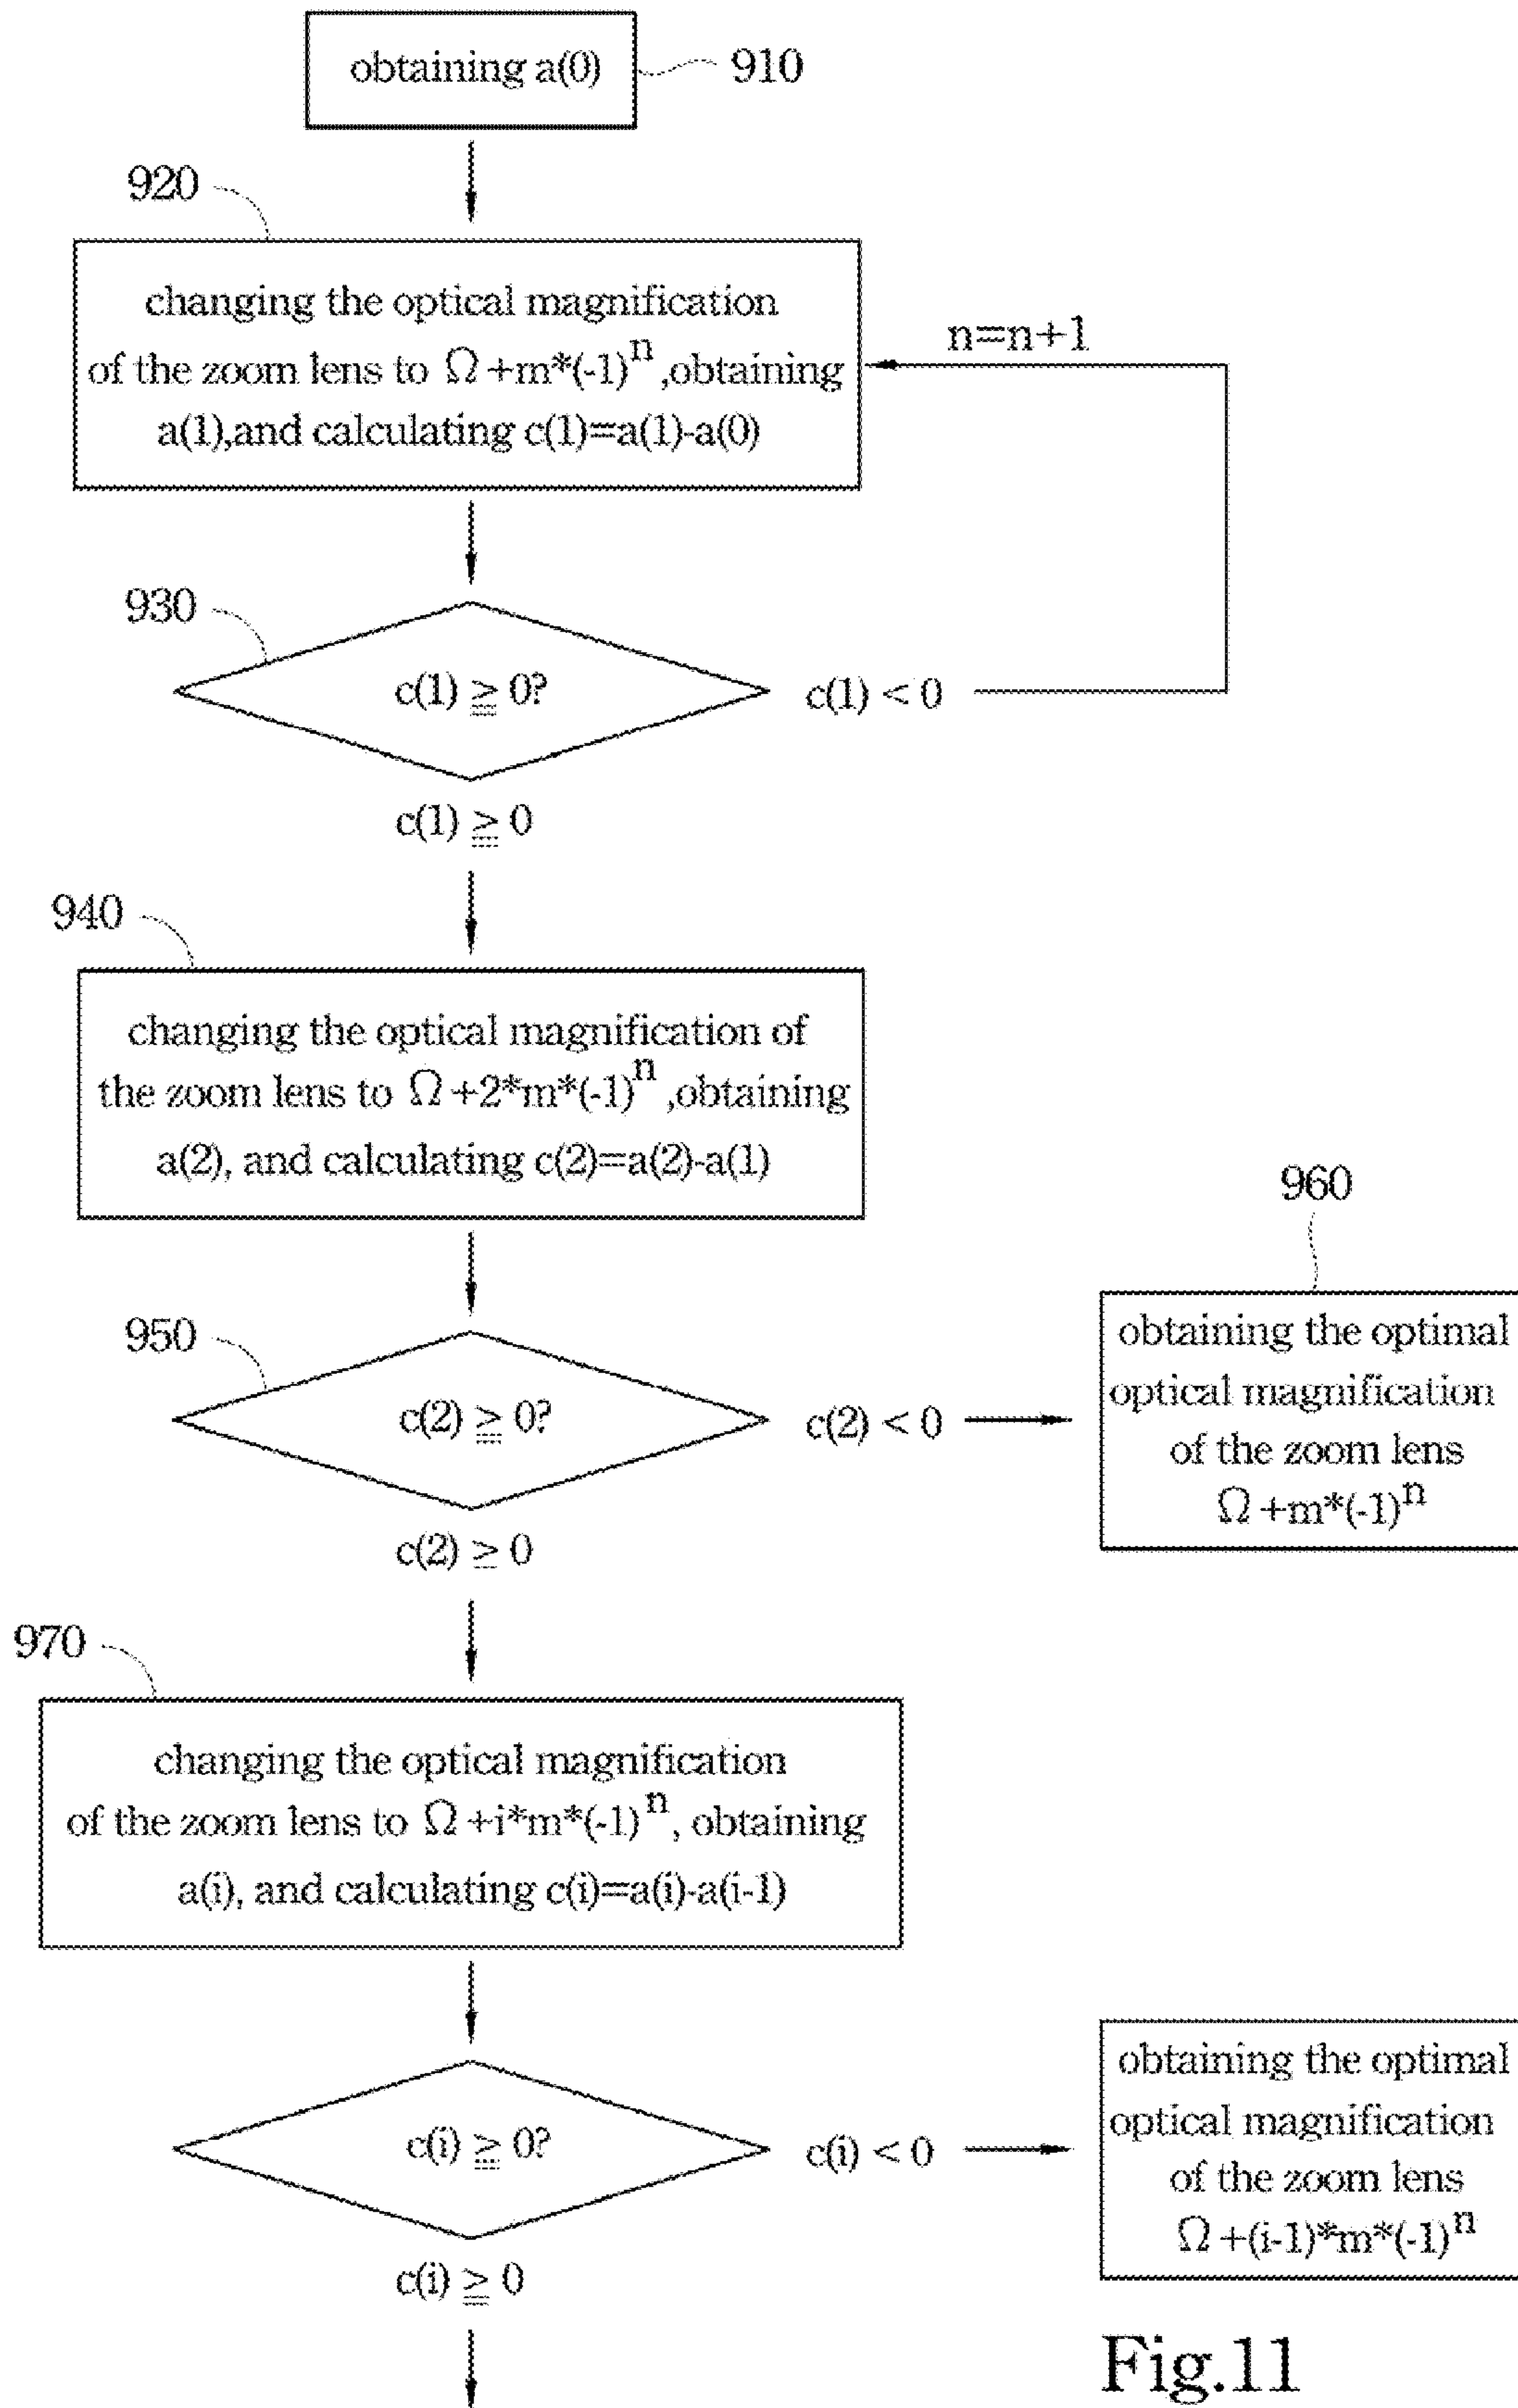 obtaining a(0)
910
920
changing the optical magnification
of the zoom lens to Ω+m*(-1)^n,obtaining
a(1),and calculating c(1)=a(1)-a(0)
n=n+1
930
c(1) ≧ 0?
c(1) < 0
c(1) ≧ 0
940
changing the optical magnification of
the zoom lens to Ω+2*m*(-1)^n,obtaining
a(2), and calculating c(2)=a(2)-a(1)
950
c(2) ≧ 0?
c(2) < 0
960
obtaining the optimal
optical magnification
of the zoom lens
Ω+m*(-1)^n
c(2) ≥ 0
970
changing the optical magnification
of the zoom lens to Ω+i*m*(-1)^n, obtaining
a(i), and calculating c(i)=a(i)-a(i-1)
c(i) ≧ 0?
c(i) < 0
obtaining the optimal
optical magnification
of the zoom lens
Ω+(i-1)*m*(-1)^n
c(i) ≧ 0
Fig.11